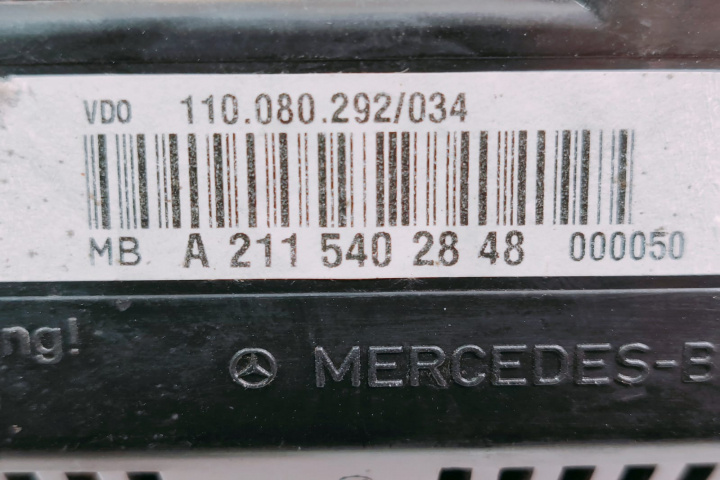 VDO 110.080.292/034
MB A 211 540 28 48 000050
ng!
MERCEDES-B